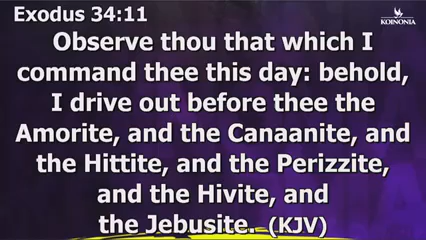 Exodus 34:11
KOINONIA
Observe thou that which I
command thee this day: behold,
I drive out before thee the
Amorite, and the Canaanite, and
the Hittite, and the Perizzite,
and the Hivite, and
the Jebusite. (KJV)